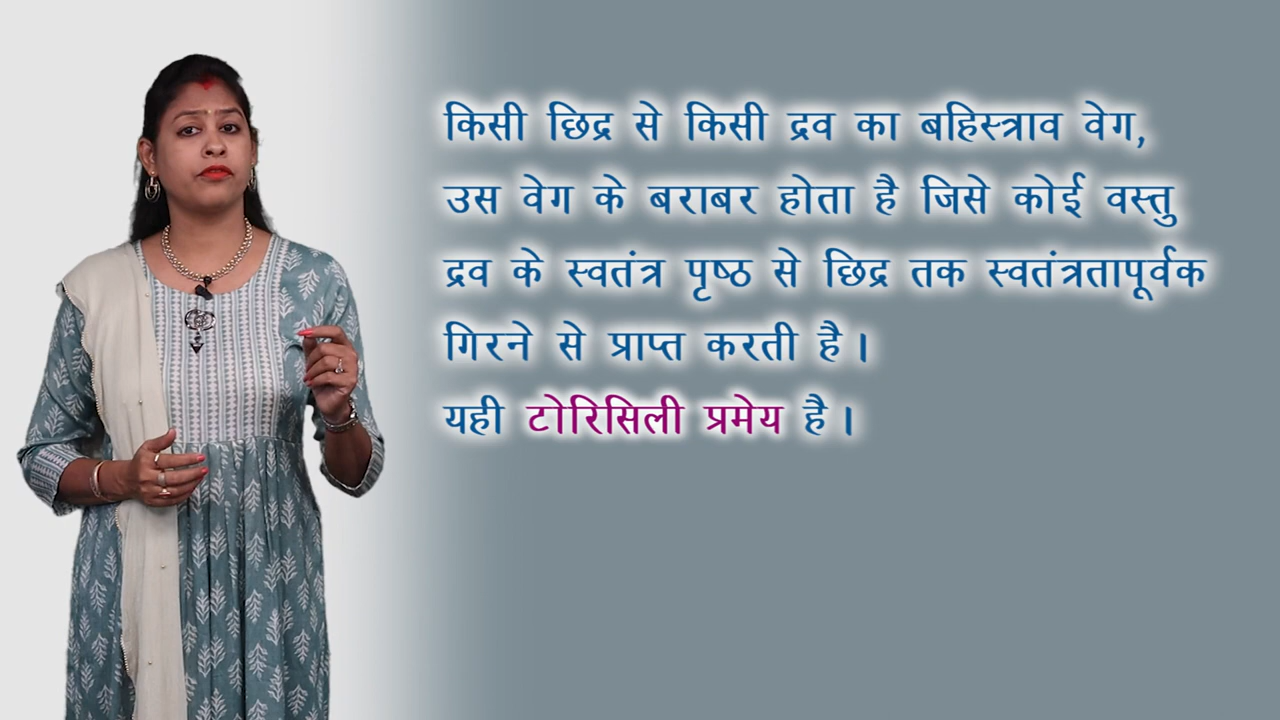 किसी छिद्र से किसी द्रव का बहिस्त्राव वेग,
उस वेग के बराबर होता है जिसे कोई वस्तु
द्रव के स्वतंत्र पृष्ठ से छिद्र तक स्वतंत्रतापूर्वक
गिरने से प्राप्त करती है।
यही टोरिसिली प्रमेय है।